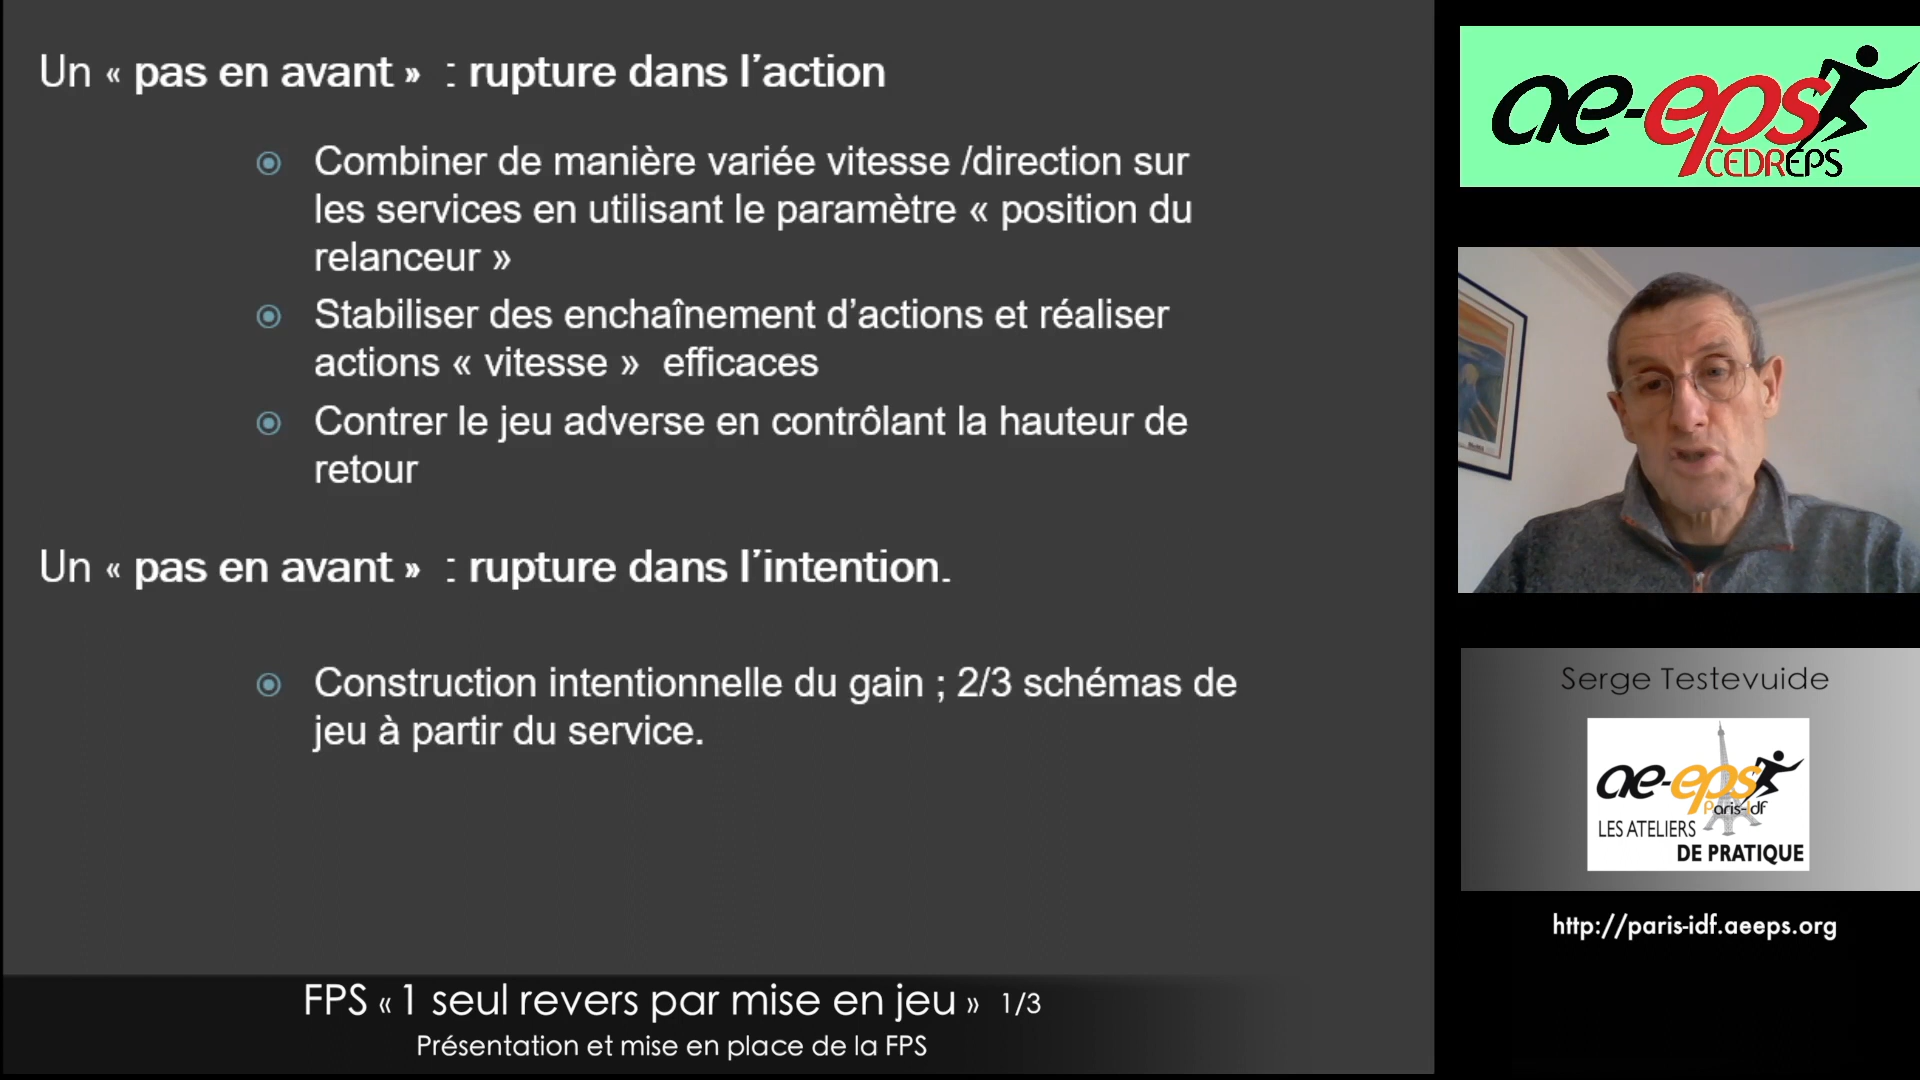 Un « pas en avant »  : rupture dans l'action
Combiner de manière variée vitesse /direction sur
les services en utilisant le paramètre « position du
relanceur »
Stabiliser des enchaînement d'actions et réaliser
actions « vitesse »  efficaces
Contrer le jeu adverse en contrôlant la hauteur de
retour
Un « pas en avant »  : rupture dans l'intention.
Construction intentionnelle du gain ; 2/3 schémas de
jeu à partir du service.
FPS « 1 seul revers par mise en jeu »  1/3
Présentation et mise en place de la FPS
ae-eps
CEDREPS
Serge Testevuide
ae-eps
Paris-Idf
LES ATELIERS
DE PRATIQUE
http://paris-idf.aeeps.org